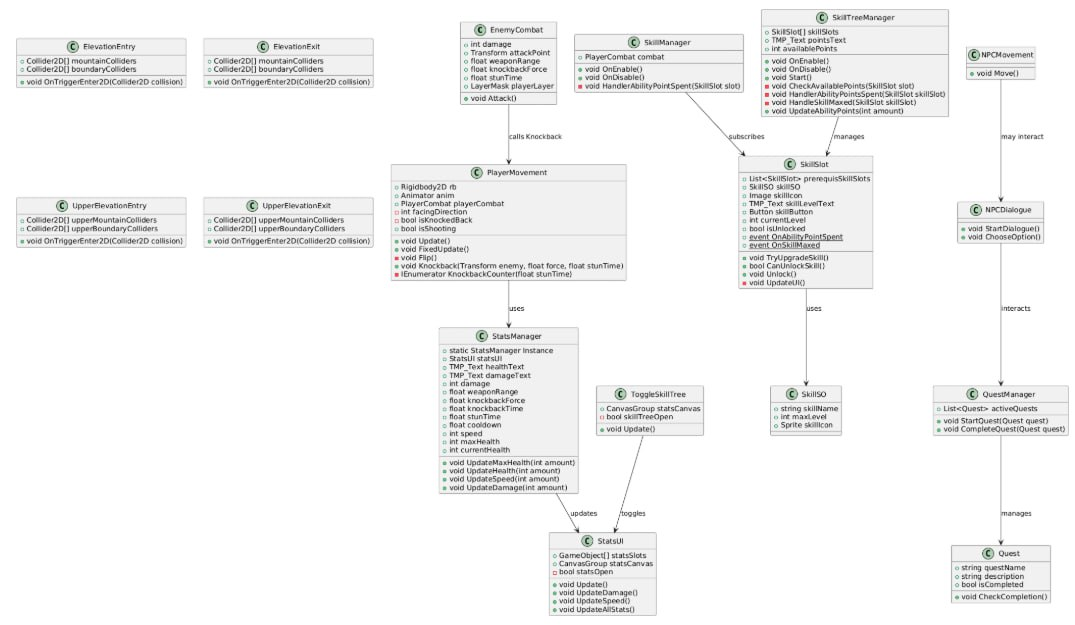 C ElevationEntry
Collider2D[] mountainColliders
Collider2D[] boundaryColliders
void OnTriggerEnter2D(Collider2D collision)
C ElevationExit
Collider2D[] mountainColliders
Collider2D[] boundaryColliders
void OnTriggerEnter2D(Collider2D collision)
C EnemyCombat
int damage
Transform attackPoint
float weaponRange
float knockbackForce
float stunTime
LayerMask playerLayer
void Attack()
C SkillManager
PlayerCombat combat
void OnEnable()
void OnDisable()
void HandlerAbilityPointSpent(SkillSlot slot)
C SkillTreeManager
SkillSlot[] skillSlots
TMP_Text pointsText
int availablePoints
void OnEnable()
void OnDisable()
void Start()
void CheckAvailablePoints(SkillSlot slot)
void HandlerAbilityPointsSpent(SkillSlot skillSlot)
void HandleSkillMaxed(SkillSlot skillSlot)
void UpdateAbilityPoints(int amount)
C NPCMovement
void Move()
calls Knockback
subscribes
manages
may interact
C UpperElevationEntry
Collider2D[] upperMountainColliders
Collider2D[] upperBoundaryColliders
void OnTriggerEnter2D(Collider2D collision)
C UpperElevationExit
Collider2D[] upperMountainColliders
Collider2D[] upperBoundaryColliders
void OnTriggerEnter2D(Collider2D collision)
C PlayerMovement
Rigidbody2D rb
Animator anim
PlayerCombat playerCombat
int facingDirection
bool isKnockedBack
bool isShooting
void Update()
void FixedUpdate()
void Flip()
void Knockback(Transform enemy, float force, float stunTime)
IEnumerator KnockbackCounter(float stunTime)
C SkillSlot
List<SkillSlot> prerequisSkillSlots
SkillSO skillSO
Image skillIcon
TMP_Text skillLevelText
Button skillButton
int currentLevel
bool isUnlocked
event OnAbilityPointSpent
event OnSkillMaxed
void TryUpgradeSkill()
bool CanUnlockSkill()
void Unlock()
void UpdateUI()
C NPCDialogue
void StartDialogue()
void ChooseOption()
uses
uses
interacts
C StatsManager
static StatsManager Instance
StatsUI statsUI
TMP_Text healthText
TMP_Text damageText
int damage
float weaponRange
float knockbackForce
float knockbackTime
float stunTime
float cooldown
int speed
int maxHealth
int currentHealth
void UpdateMaxHealth(int amount)
void UpdateHealth(int amount)
void UpdateSpeed(int amount)
void UpdateDamage(int amount)
C ToggleSkillTree
CanvasGroup statsCanvas
bool skillTreeOpen
void Update()
C SkillSO
string skillName
int maxLevel
Sprite skillIcon
C QuestManager
List<Quest> activeQuests
void StartQuest(Quest quest)
void CompleteQuest(Quest quest)
updates
toggles
manages
C StatsUI
GameObject[] statsSlots
CanvasGroup statsCanvas
bool statsOpen
void Update()
void UpdateDamage()
void UpdateSpeed()
void UpdateAllStats()
C Quest
string questName
string description
bool isCompleted
void CheckCompletion()